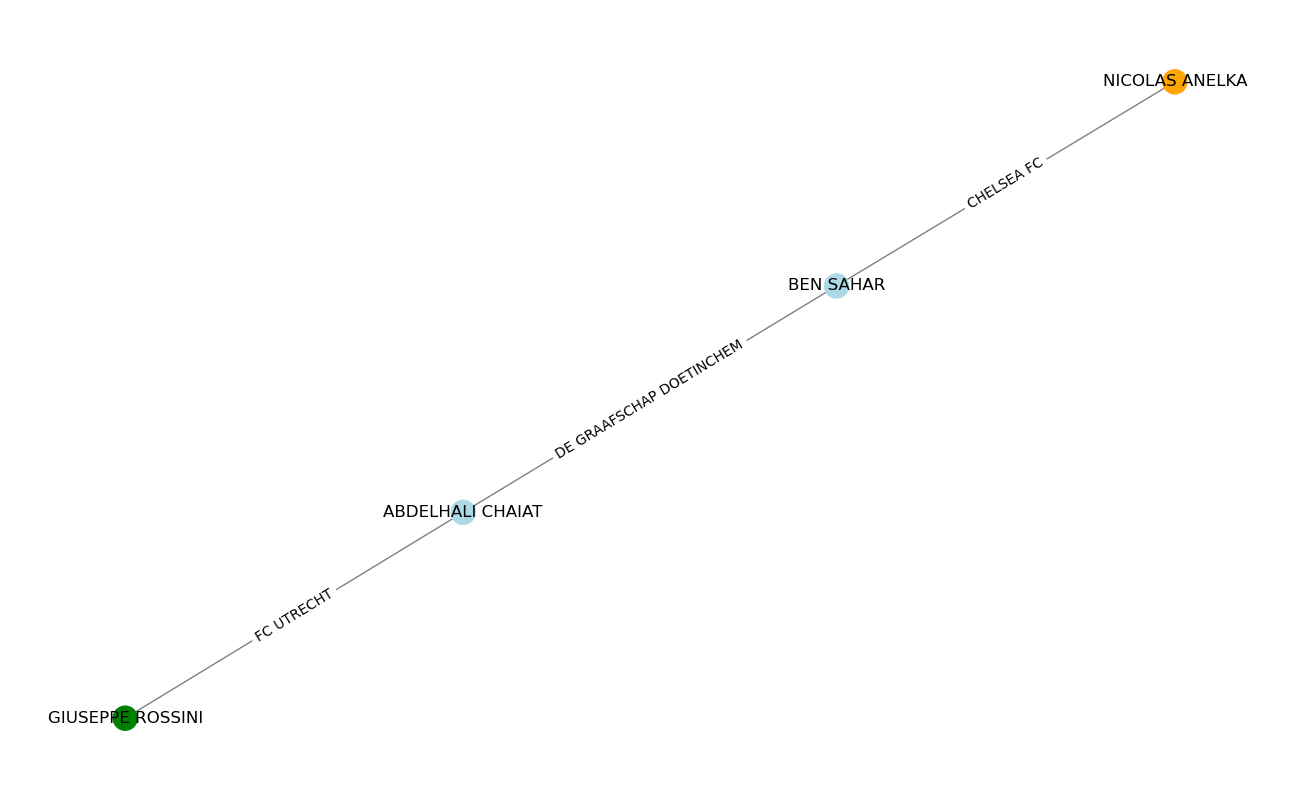 NICOLAS ANELKA
CHELSEA FC
BEN SAHAR
DE GRAAFSCHAP DOETINCHEM
ABDELHALI CHAIAT
FC UTRECHT
GIUSEPPE ROSSINI